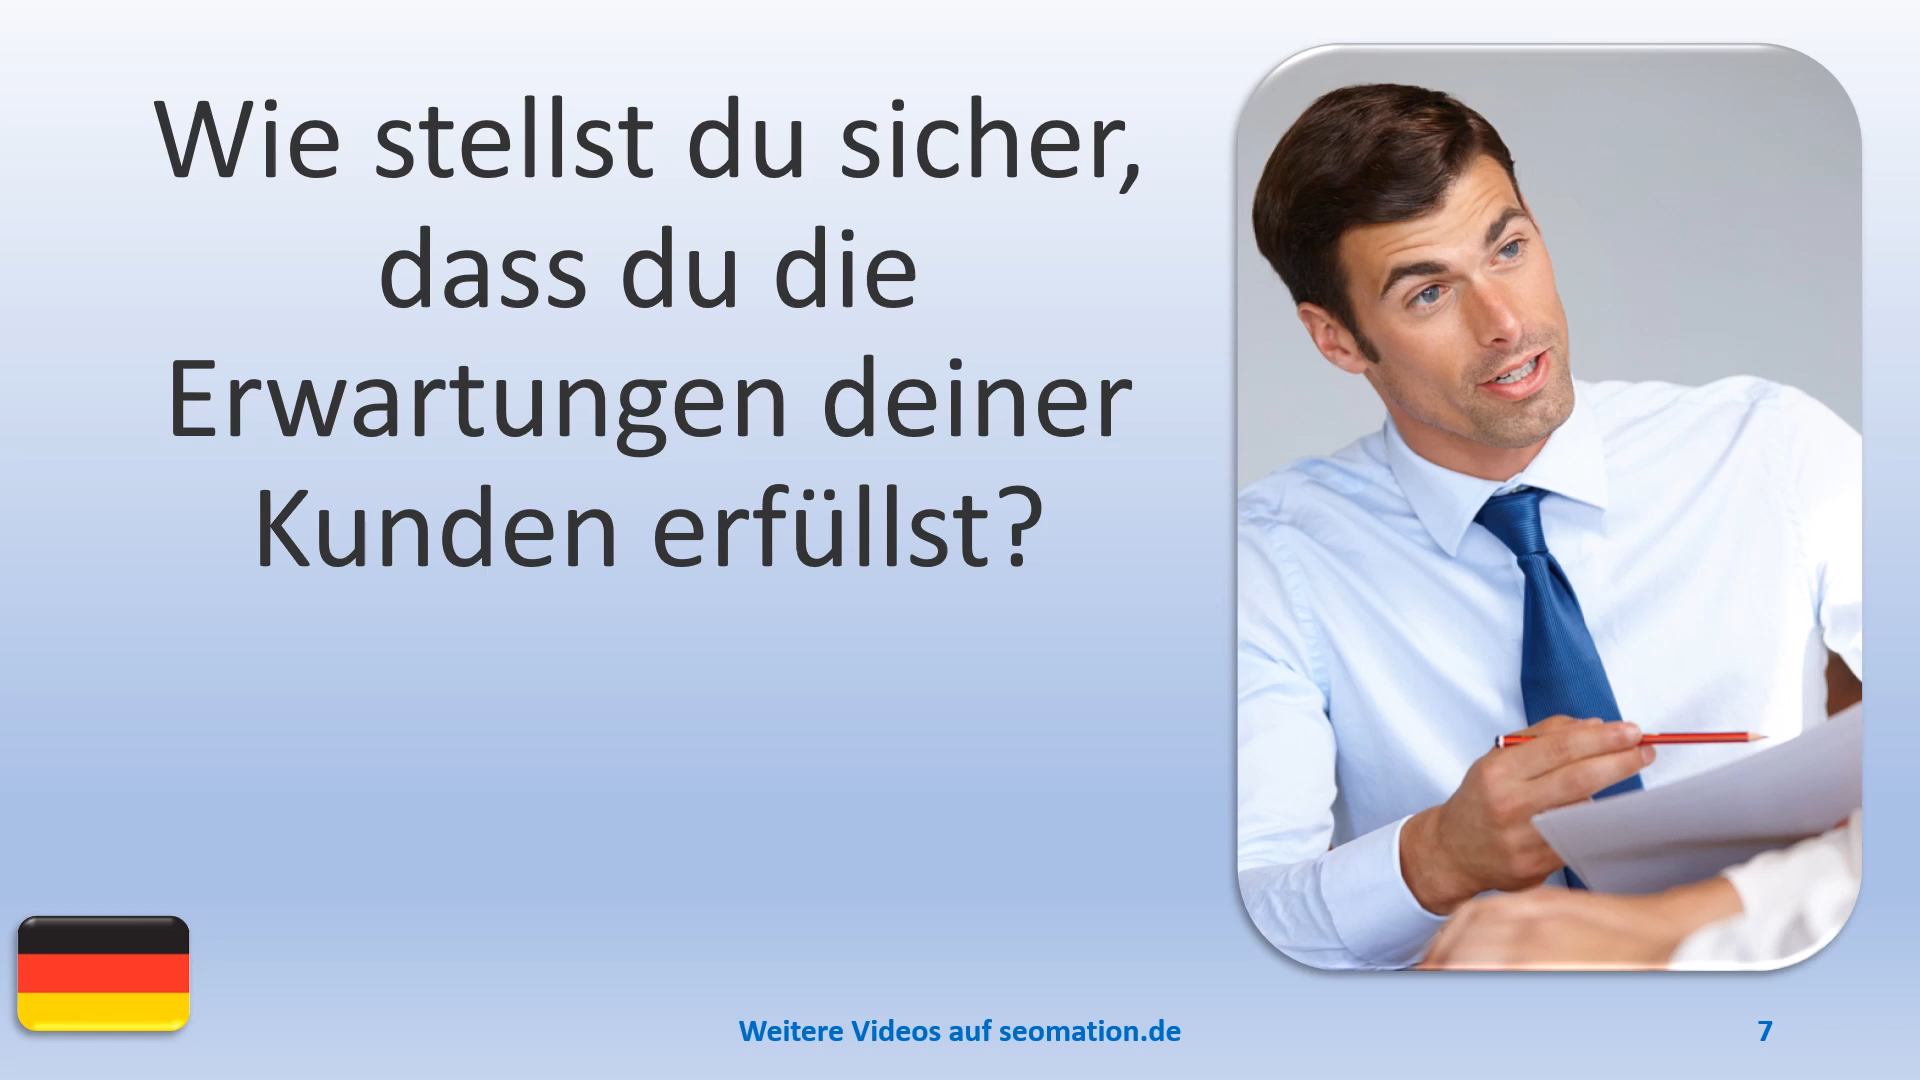 Wie stellst du sicher,
dass du die
Erwartungen deiner
Kunden erfüllst?
Weitere Videos auf seomation.de
7